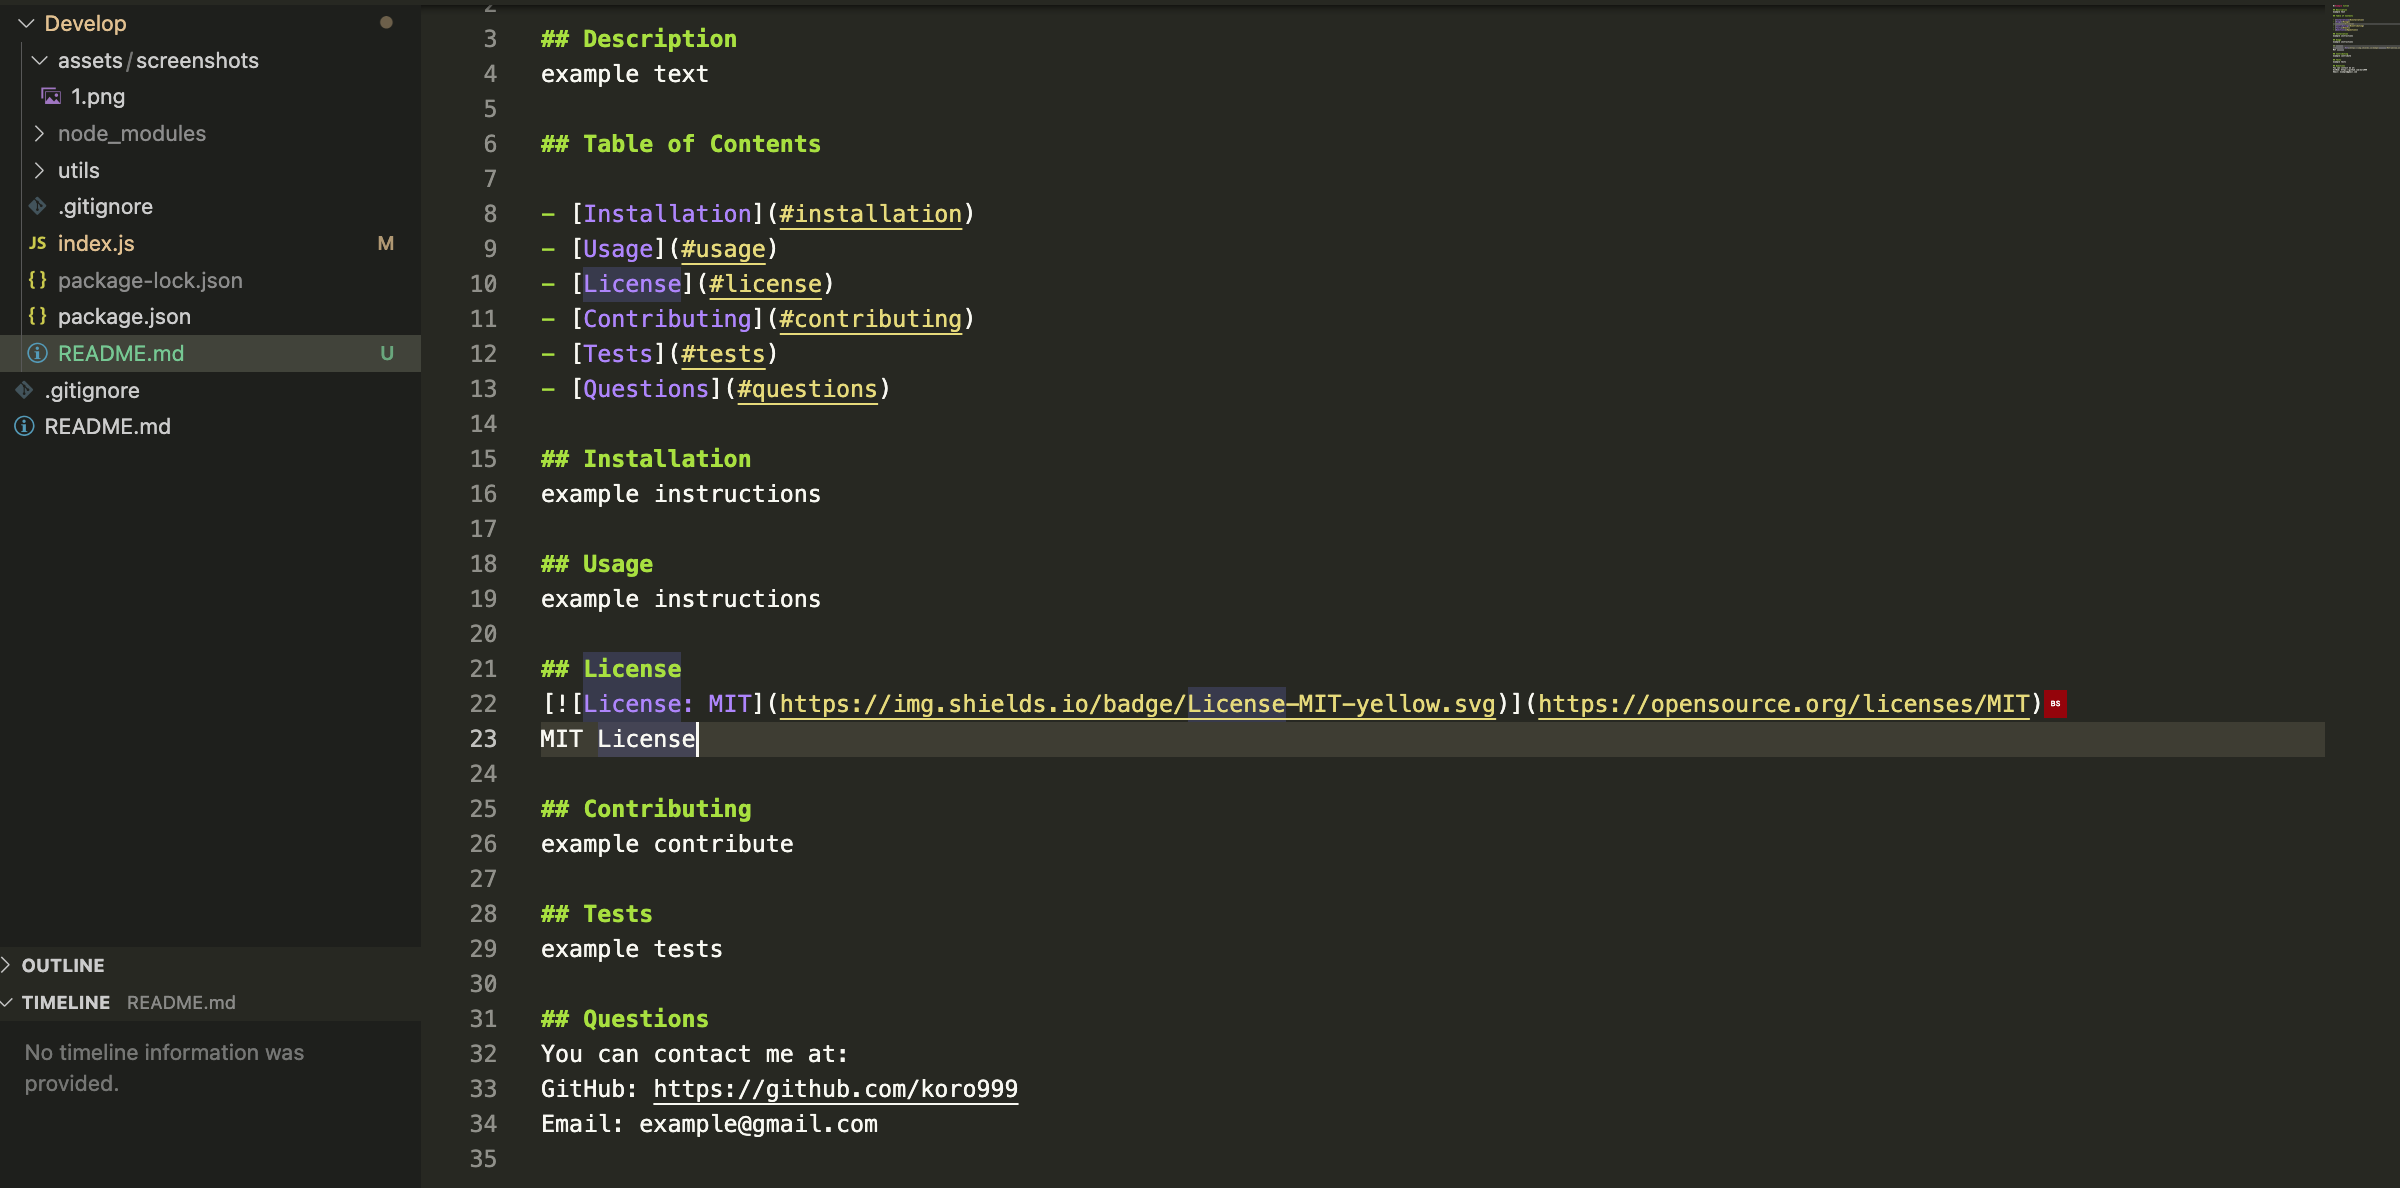 Develop
assets/screenshots
1.png
node_modules
utils
.gitignore
JS index.js M
{} package-lock.json
{} package.json
README.md U
.gitignore
README.md
OUTLINE
TIMELINE README.md
No timeline information was
provided.
2
3 ## Description
4 example text
5
6 ## Table of Contents
7
8 - [Installation](#installation)
9 - [Usage](#usage)
10 - [License](#license)
11 - [Contributing](#contributing)
12 - [Tests](#tests)
13 - [Questions](#questions)
14
15 ## Installation
16 example instructions
17
18 ## Usage
19 example instructions
20
21 ## License
22 [![License: MIT](https://img.shields.io/badge/License-MIT-yellow.svg)](https://opensource.org/licenses/MIT)BS
23 MIT License
24
25 ## Contributing
26 example contribute
27
28 ## Tests
29 example tests
30
31 ## Questions
32 You can contact me at:
33 GitHub: https://github.com/koro999
34 Email: example@gmail.com
35